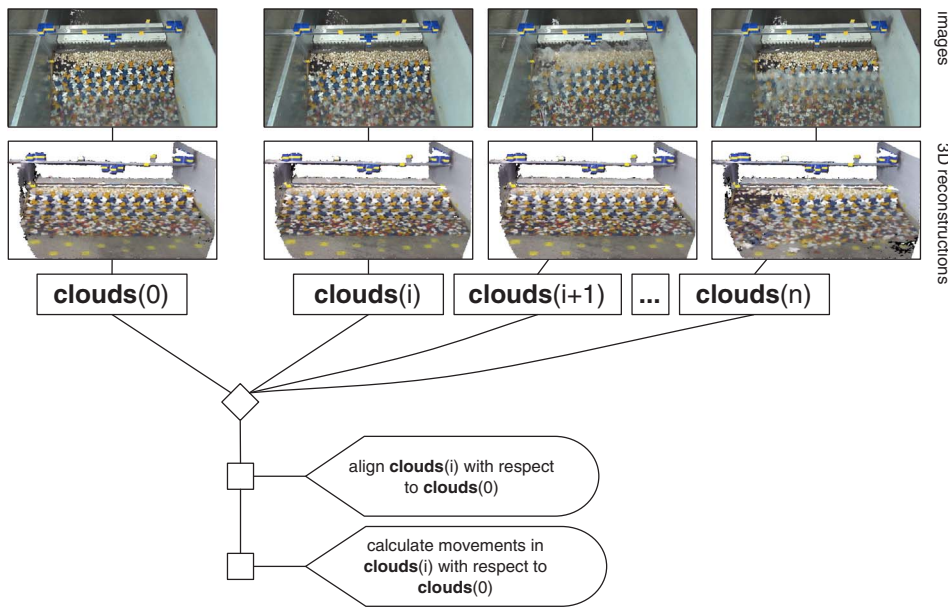 images
3D reconstructions
clouds(0)
clouds(i)
clouds(i+1)
...
clouds(n)
align clouds(i) with respect
to clouds(0)
calculate movements in
clouds(i) with respect to
clouds(0)